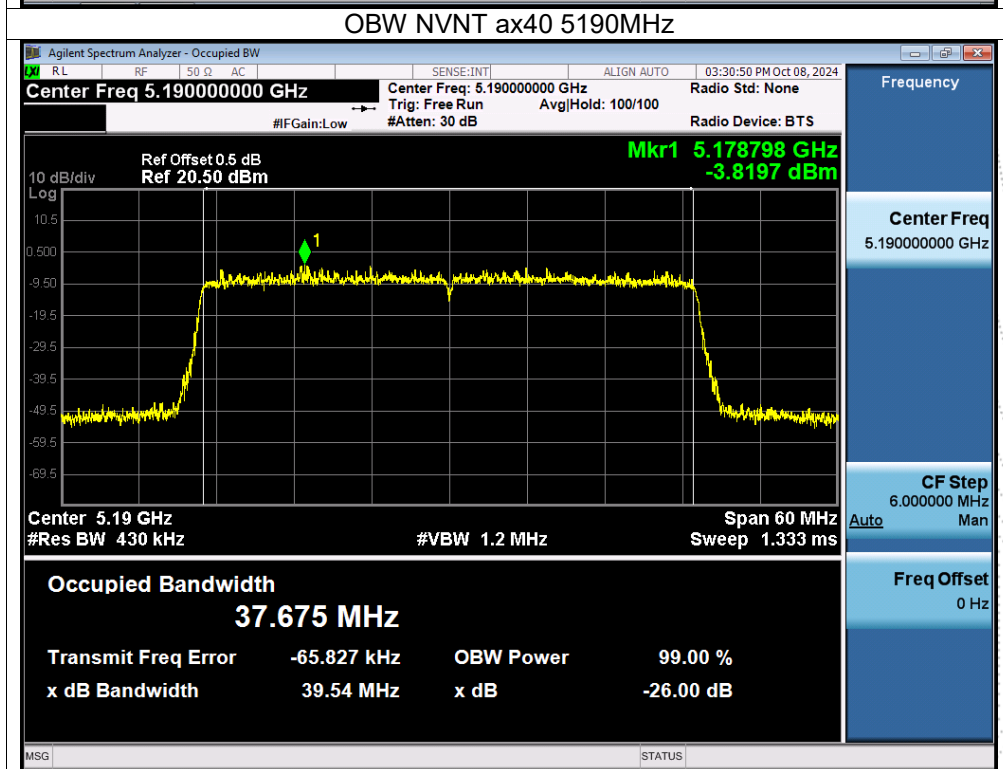 OBW NVNT ax40 5190MHz
Agilent Spectrum Analyzer - Occupied BW
LXI RL RF 50 Ω AC SENSE:INT ALIGN AUTO 03:30:50 PM Oct 08, 2024
Center Freq 5.190000000 GHz
Center Freq: 5.190000000 GHz Radio Std: None
Trig: Free Run Avg|Hold: 100/100
#IFGain:Low #Atten: 30 dB Radio Device: BTS
Ref Offset 0.5 dB
10 dB/div Ref 20.50 dBm
Mkr1 5.178798 GHz
-3.8197 dBm
Log
10.5
0.500
-9.50
-19.5
-29.5
-39.5
-49.5
-59.5
-69.5
1
Center 5.19 GHz Span 60 MHz
#Res BW 430 kHz #VBW 1.2 MHz Sweep 1.333 ms
Occupied Bandwidth
37.675 MHz
Transmit Freq Error -65.827 kHz OBW Power 99.00 %
x dB Bandwidth 39.54 MHz x dB -26.00 dB
Frequency
Center Freq
5.190000000 GHz
CF Step
6.000000 MHz
Auto Man
Freq Offset
0 Hz
MSG STATUS